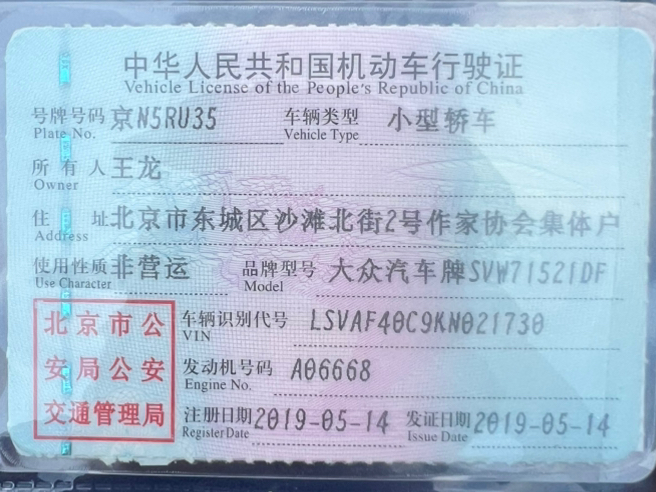 中华人民共和国机动车行驶证
Vehicle License of the People's Republic of China
号牌号码 京N5RU35 车辆类型 小型轿车
Plate No. Vehicle Type
所有人 王龙
Owner
住址 北京市东城区沙滩北街2号作家协会集体户
Address
使用性质 非营运 品牌型号 大众汽车牌SVW71521DF
Use Character Model
北京市公 车辆识别代号 LSVAF40C9KN021730
VIN
安局公安 发动机号码 A06668
Engine No.
交通管理局 注册日期 2019-05-14 发证日期 2019-05-14
Register Date Issue Date